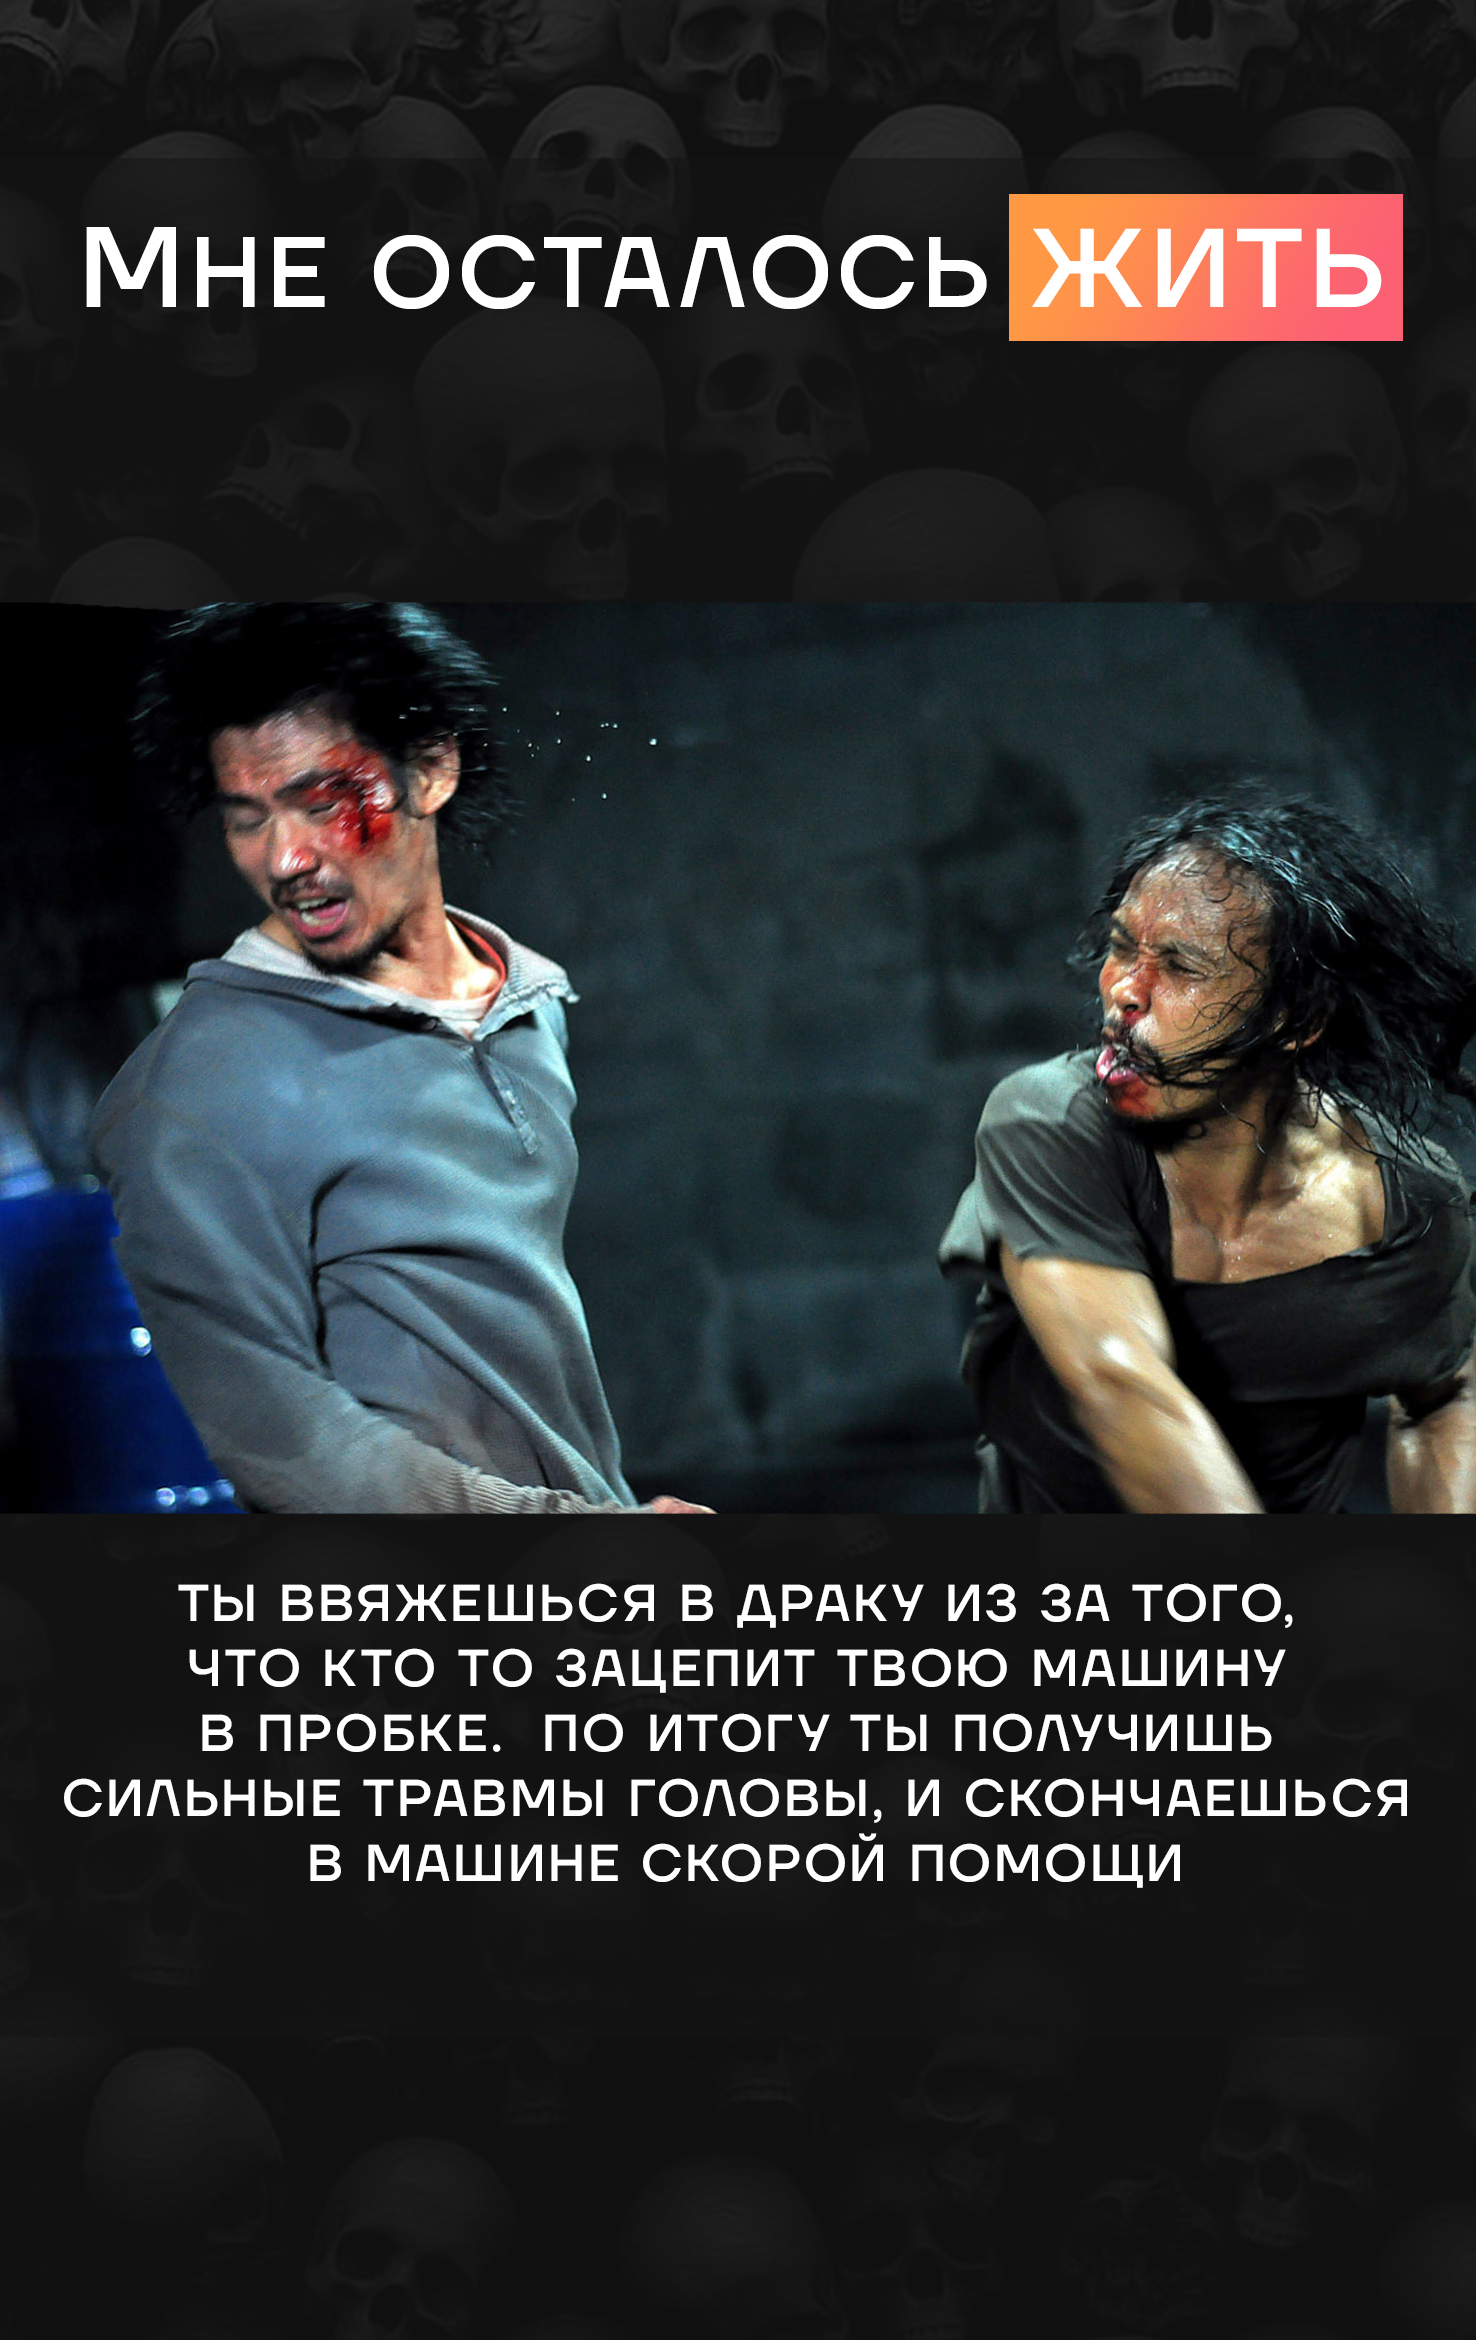 Мне осталось жить
ты ввяжешься в драку из за того,
что кто то зацепит твою машину
в пробке.  По итогу ты получишь
сильные травмы головы, и скончаешься
в машине скорой помощи